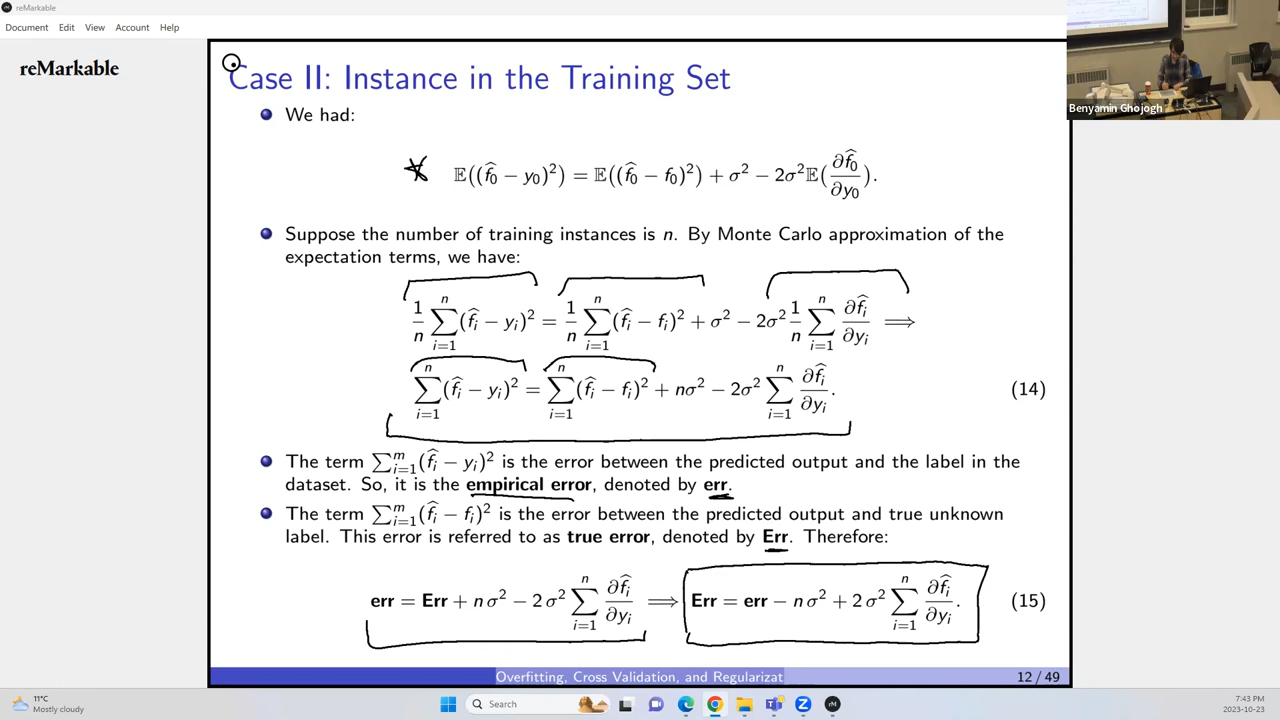 reMarkable
Document Edit View Account Help
reMarkable
Benyamin Ghojogh
Case II: Instance in the Training Set
We had:
𝔼((f̂₀ − y₀)²) = 𝔼((f̂₀ − f₀)²) + σ² − 2σ²𝔼(∂f̂₀/∂y₀).
Suppose the number of training instances is n. By Monte Carlo approximation of the
expectation terms, we have:
1/n ∑ᵢ₌₁ⁿ (f̂ᵢ − yᵢ)² = 1/n ∑ᵢ₌₁ⁿ (f̂ᵢ − fᵢ)² + σ² − 2σ² 1/n ∑ᵢ₌₁ⁿ ∂f̂ᵢ/∂yᵢ ⟹
∑ᵢ₌₁ⁿ (f̂ᵢ − yᵢ)² = ∑ᵢ₌₁ⁿ (f̂ᵢ − fᵢ)² + nσ² − 2σ² ∑ᵢ₌₁ⁿ ∂f̂ᵢ/∂yᵢ. (14)
The term ∑ᵢ₌₁ᵐ (f̂ᵢ − yᵢ)² is the error between the predicted output and the label in the
dataset. So, it is the empirical error, denoted by err.
The term ∑ᵢ₌₁ᵐ (f̂ᵢ − fᵢ)² is the error between the predicted output and true unknown
label. This error is referred to as true error, denoted by Err. Therefore:
err = Err + n σ² − 2 σ² ∑ᵢ₌₁ⁿ ∂f̂ᵢ/∂yᵢ ⟹ Err = err − n σ² + 2 σ² ∑ᵢ₌₁ⁿ ∂f̂ᵢ/∂yᵢ. (15)
Overfitting, Cross Validation, and Regularizat 12 / 49
11°C
Mostly cloudy
Search
7:43 PM
2023-10-23